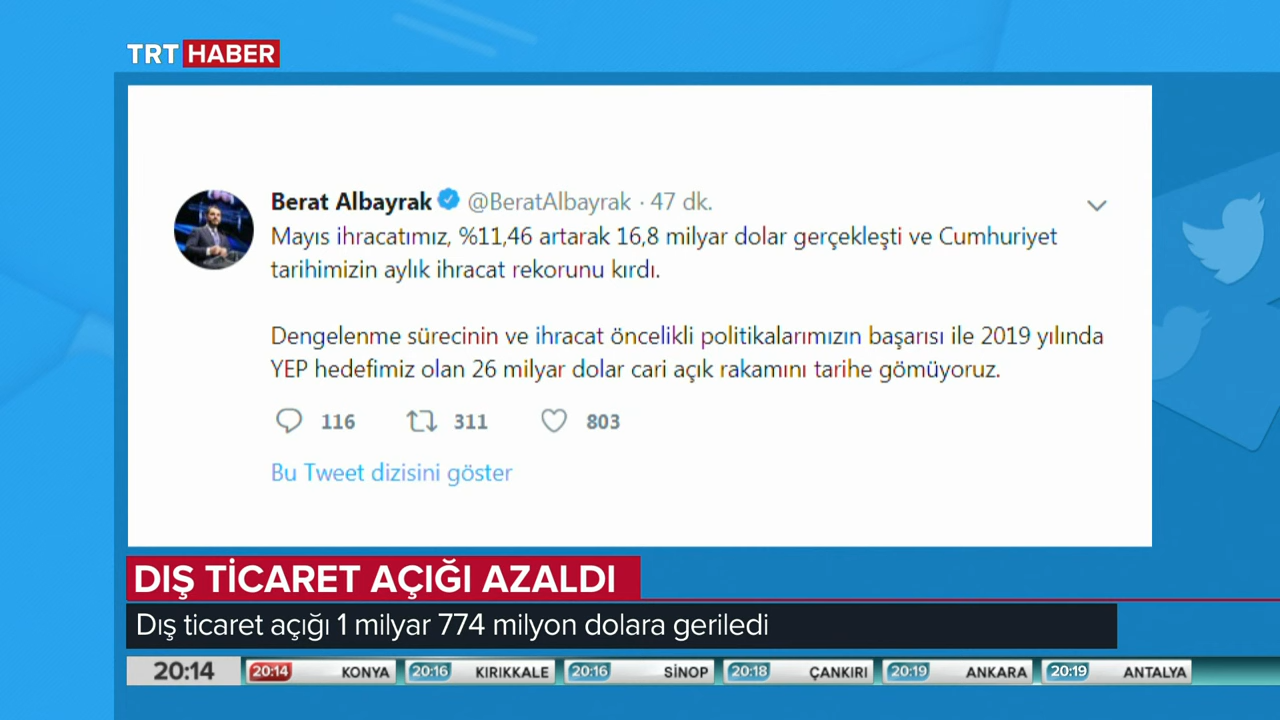 TRT HABER
Berat Albayrak @BeratAlbayrak · 47 dk.
Mayıs ihracatımız, %11,46 artarak 16,8 milyar dolar gerçekleşti ve Cumhuriyet
tarihimizin aylık ihracat rekorunu kırdı.
Dengelenme sürecinin ve ihracat öncelikli politikalarımızın başarısı ile 2019 yılında
YEP hedefimiz olan 26 milyar dolar cari açık rakamını tarihe gömüyoruz.
116 311 803
Bu Tweet dizisini göster
DIŞ TİCARET AÇIĞI AZALDI
Dış ticaret açığı 1 milyar 774 milyon dolara geriledi
20:14 20:14 KONYA 20:16 KIRIKKALE 20:16 SİNOP 20:18 ÇANKIRI 20:19 ANKARA 20:19 ANTALYA